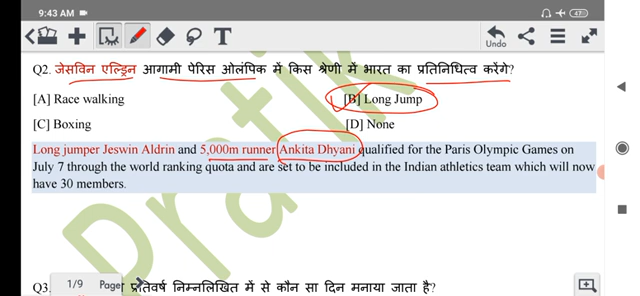 9:43 AM
47
T
Undo
Q2. जेसविन एल्ड्रिन आगामी पेरिस ओलंपिक में किस श्रेणी में भारत का प्रतिनिधित्व करेंगे?
[A] Race walking [B] Long Jump
[C] Boxing [D] None
Long jumper Jeswin Aldrin and 5,000m runner Ankita Dhyani qualified for the Paris Olympic Games on
July 7 through the world ranking quota and are set to be included in the Indian athletics team which will now
have 30 members.
Pratik
Q3. 1/9 Page प्रतिवर्ष निम्नलिखित में से कौन सा दिन मनाया जाता है?